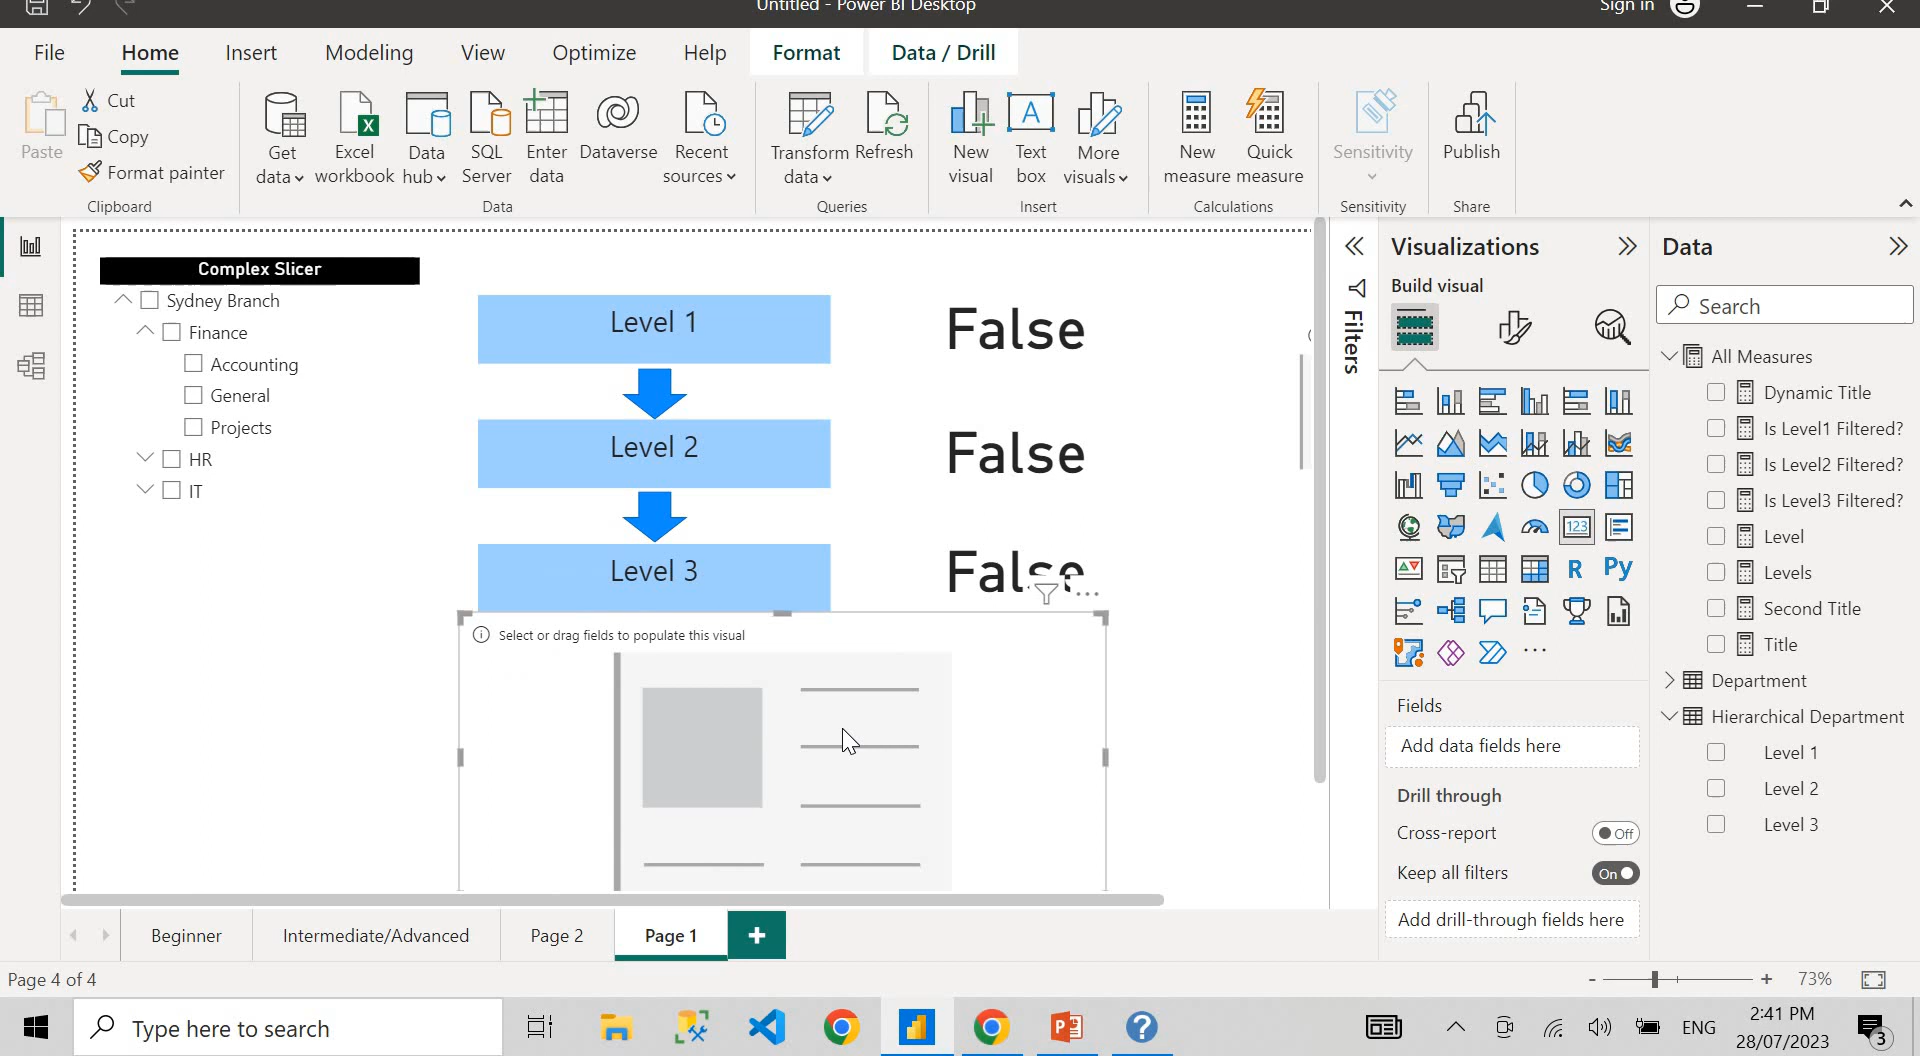 Untitled - Power BI Desktop
Sign in
File
Home
Insert
Modeling
View
Optimize
Help
Format
Data / Drill
Paste
Cut
Copy
Format painter
Clipboard
Get data
Excel workbook
Data hub
SQL Server
Enter data
Dataverse
Recent sources
Data
Transform data
Refresh
Queries
New visual
Text box
More visuals
Insert
New measure
Quick measure
Calculations
Sensitivity
Sensitivity
Publish
Share
Complex Slicer
Sydney Branch
Finance
Accounting
General
Projects
HR
IT
Level 1
False
Level 2
False
Level 3
False
Select or drag fields to populate this visual
Filters
Visualizations
Build visual
123
R
Py
Fields
Add data fields here
Drill through
Cross-report
Off
Keep all filters
On
Add drill-through fields here
Data
Search
All Measures
Dynamic Title
Is Level1 Filtered?
Is Level2 Filtered?
Is Level3 Filtered?
Level
Levels
Second Title
Title
Department
Hierarchical Department
Level 1
Level 2
Level 3
Beginner
Intermediate/Advanced
Page 2
Page 1
Page 4 of 4
73%
Type here to search
ENG
2:41 PM
28/07/2023
3